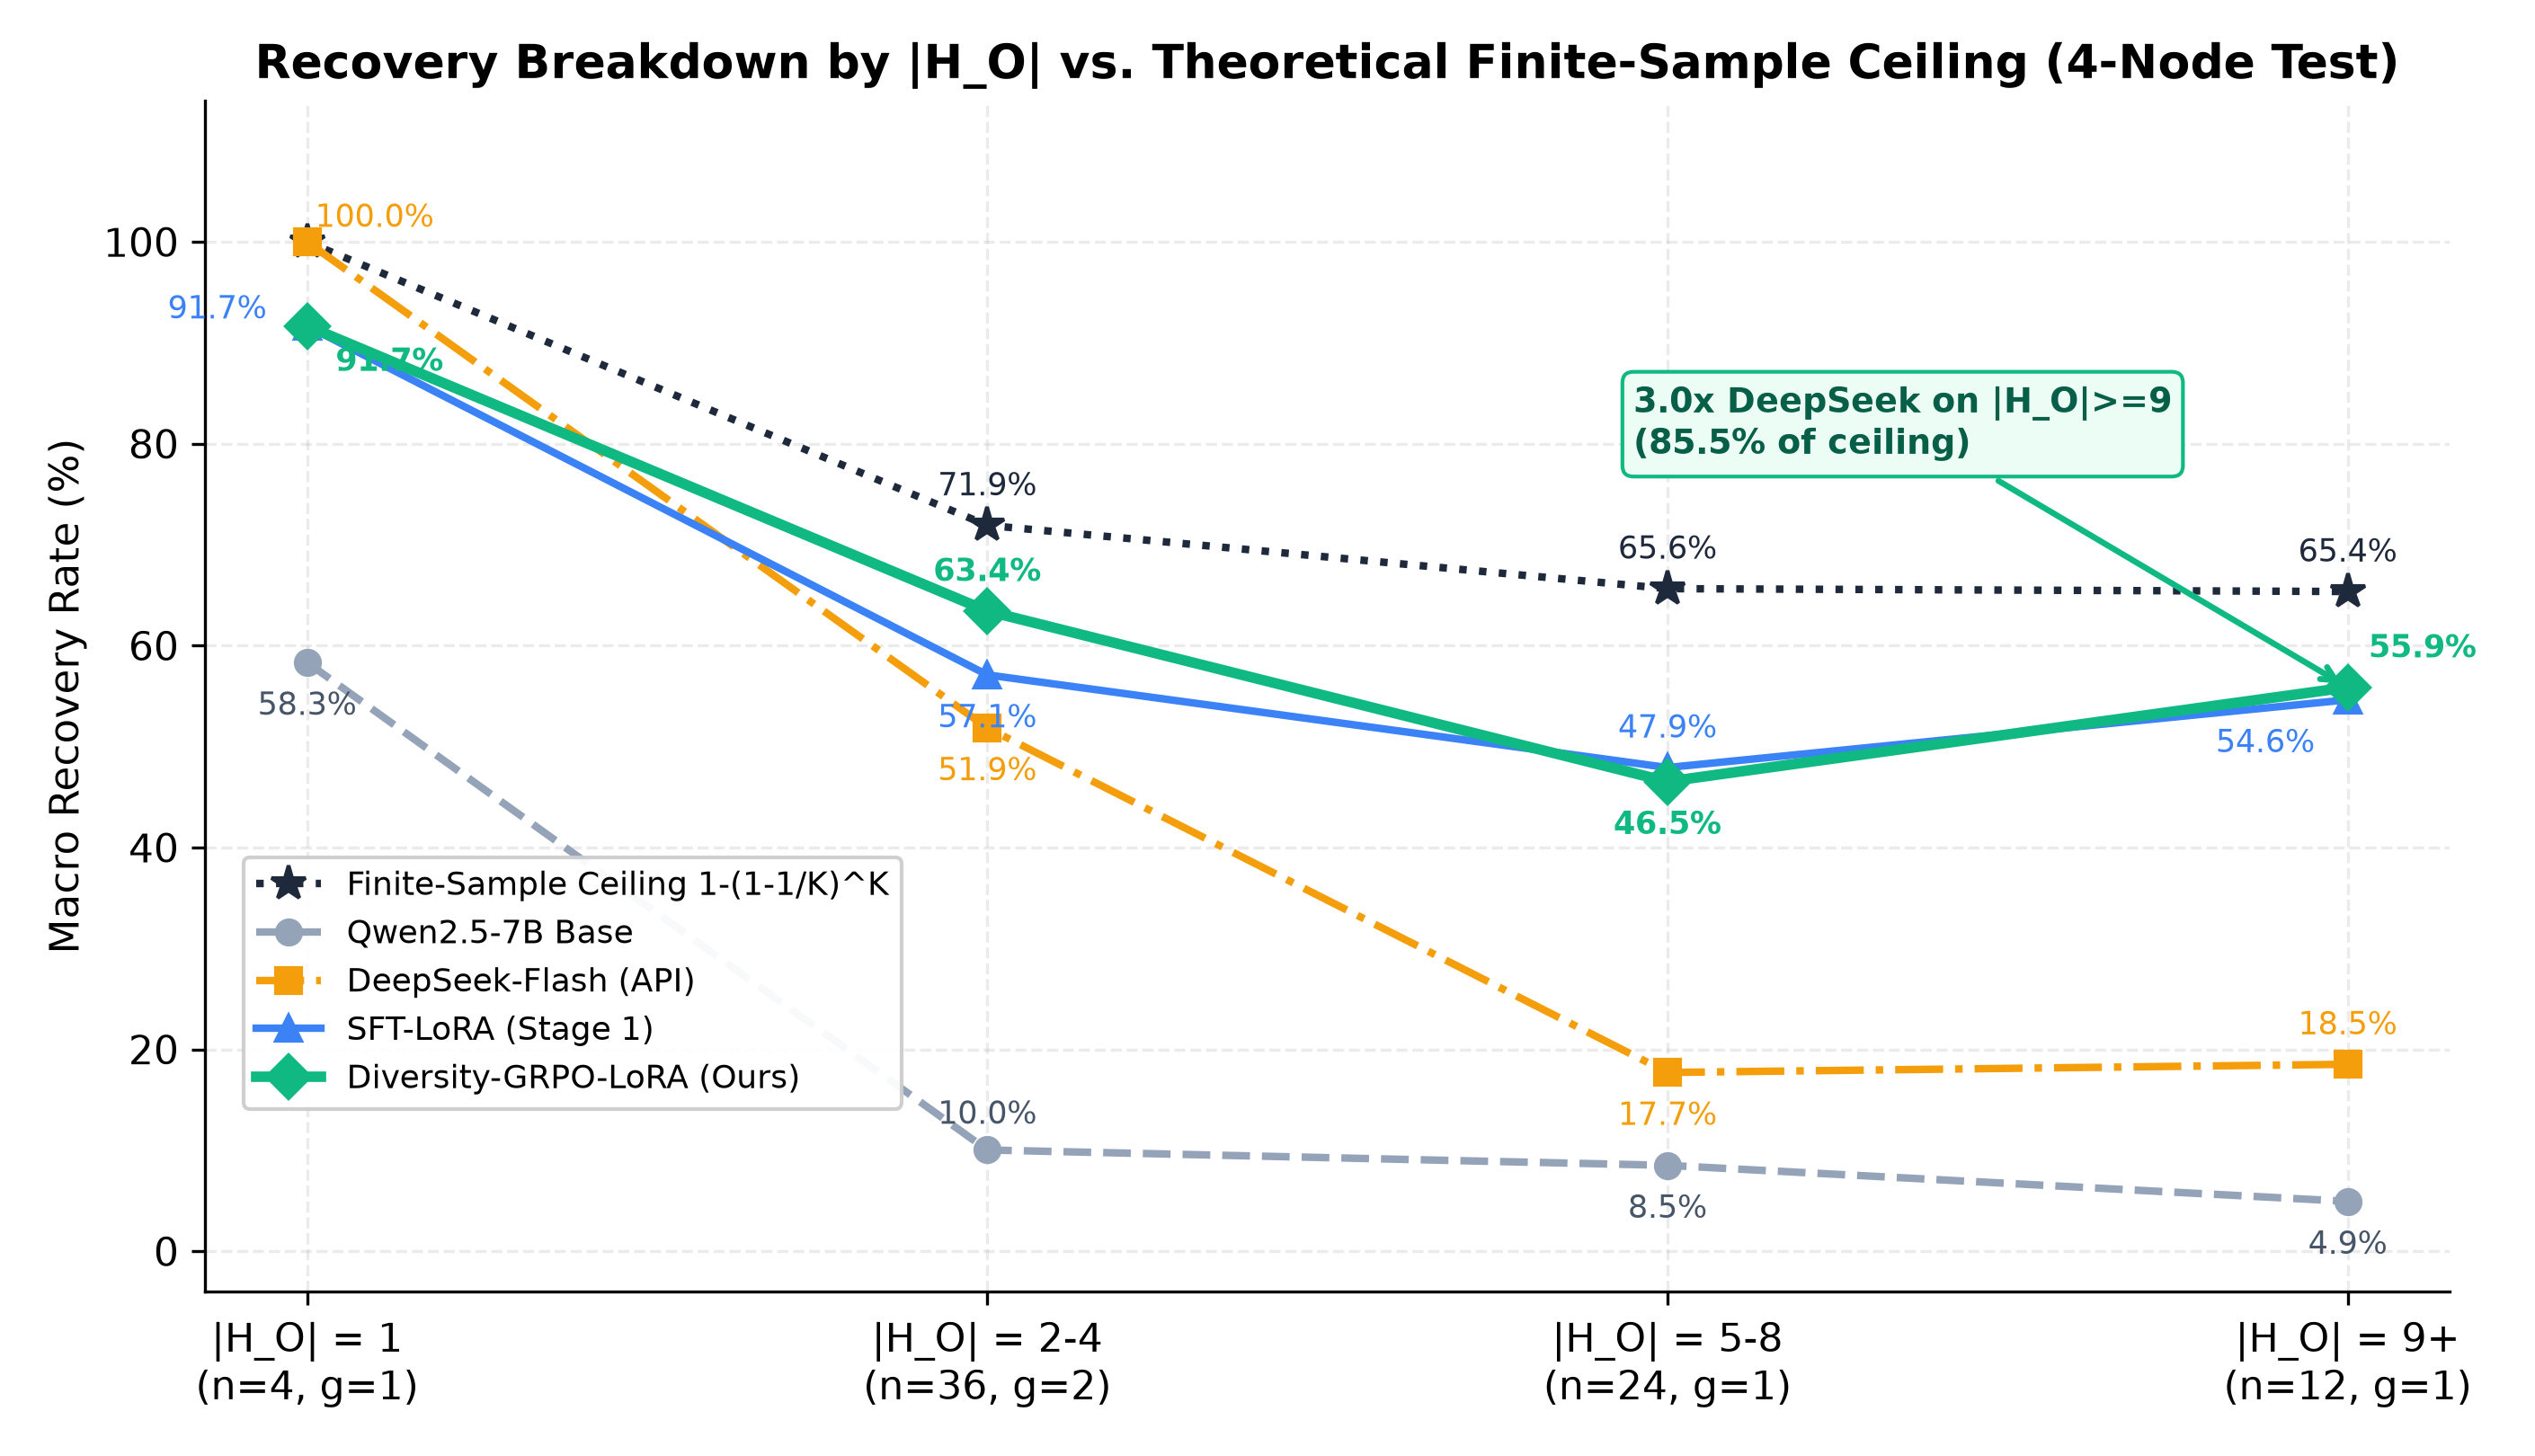 Recovery Breakdown by |H_O| vs. Theoretical Finite-Sample Ceiling (4-Node Test)
Macro Recovery Rate (%)
100
80
60
40
20
0
100.0%
91.7%
91.7%
58.3%
71.9%
63.4%
57.1%
51.9%
10.0%
65.6%
47.9%
46.5%
17.7%
8.5%
65.4%
55.9%
54.6%
18.5%
4.9%
3.0x DeepSeek on |H_O|>=9
(85.5% of ceiling)
Finite-Sample Ceiling 1-(1-1/K)^K
Qwen2.5-7B Base
DeepSeek-Flash (API)
SFT-LoRA (Stage 1)
Diversity-GRPO-LoRA (Ours)
|H_O| = 1
(n=4, g=1)
|H_O| = 2-4
(n=36, g=2)
|H_O| = 5-8
(n=24, g=1)
|H_O| = 9+
(n=12, g=1)